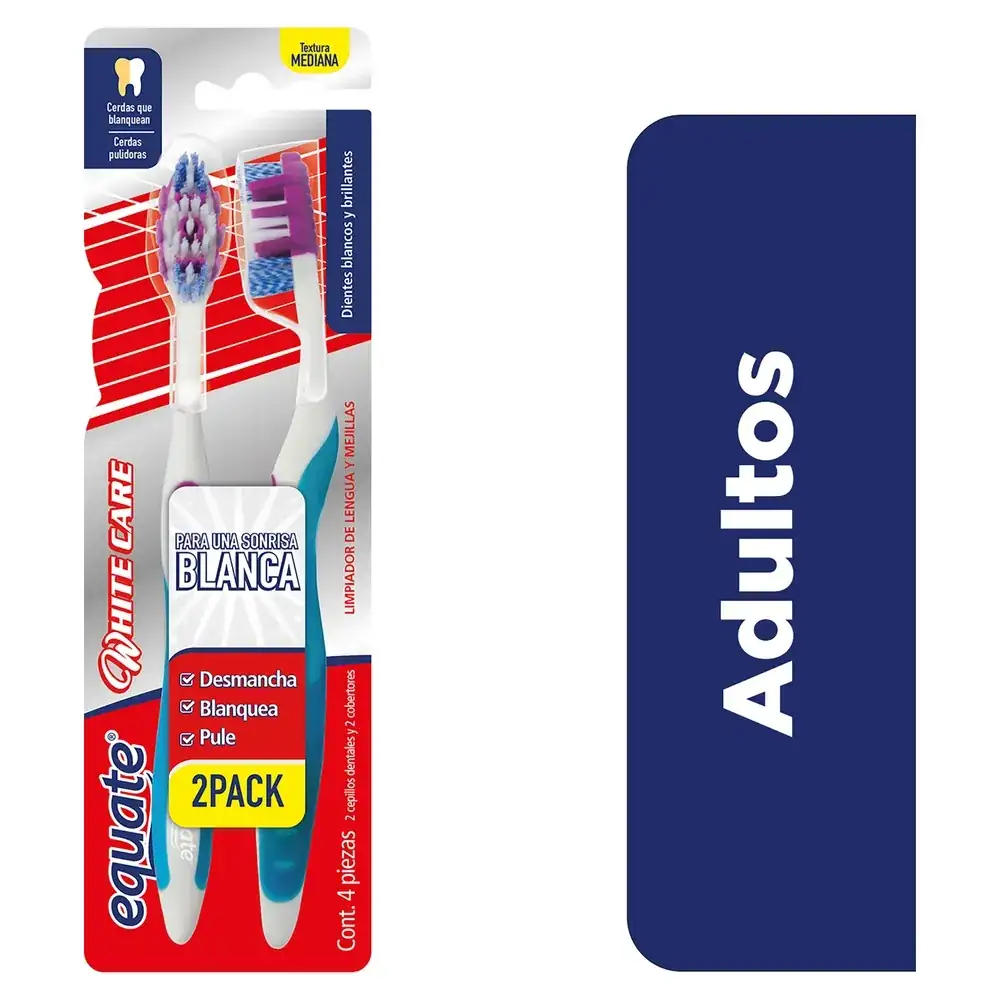 Textura
MEDIANA
Cerdas que
blanquean
Cerdas
pulidoras
Dientes blancos y brillantes
LIMPIADOR DE LENGUA Y MEJILLAS
WHITE CARE
PARA UNA SONRISA
BLANCA
Desmancha
Blanquea
Pule
2PACK
equate®
Cont. 4 piezas 2 cepillos dentales y 2 cobertores
Adultos